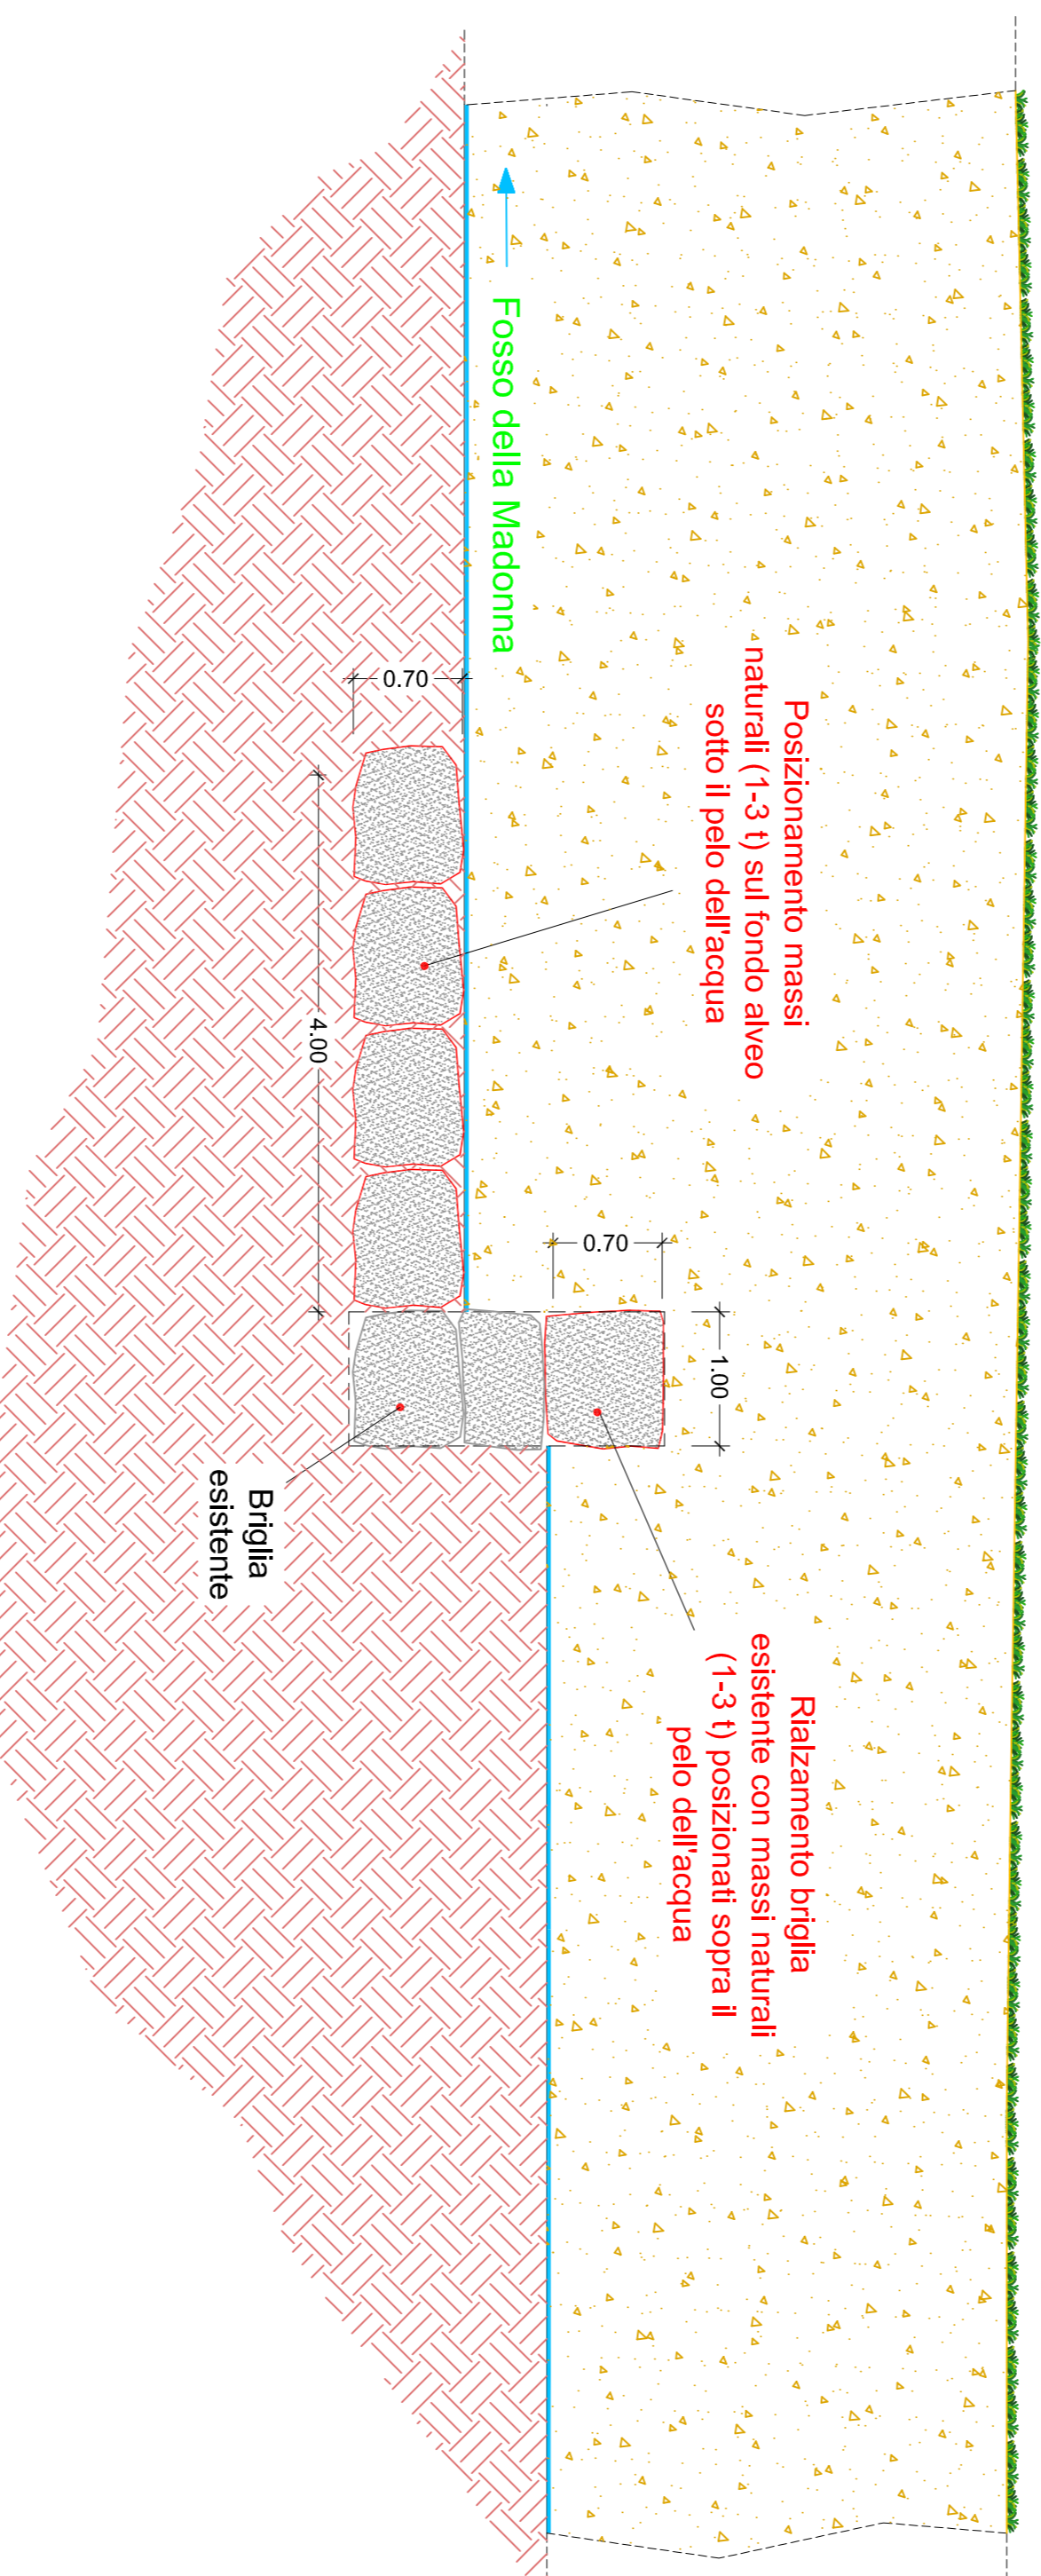 Fosso della Madonna
Posizionamento massi
naturali (1-3 t) sul fondo alveo
sotto il pelo dell'acqua
0.70
4.00
0.70
1.00
Rialzamento briglia
esistente con massi naturali
(1-3 t) posizionati sopra il
pelo dell'acqua
Briglia
esistente